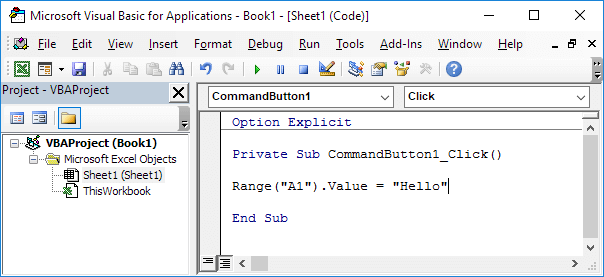 Microsoft Visual Basic for Applications - Book1 - [Sheet1 (Code)]
File Edit View Insert Format Debug Run Tools Add-Ins Window Help
Project - VBAProject
CommandButton1
Click
VBAProject (Book1)
Microsoft Excel Objects
Sheet1 (Sheet1)
ThisWorkbook
Option Explicit
Private Sub CommandButton1_Click()
Range("A1").Value = "Hello"
End Sub